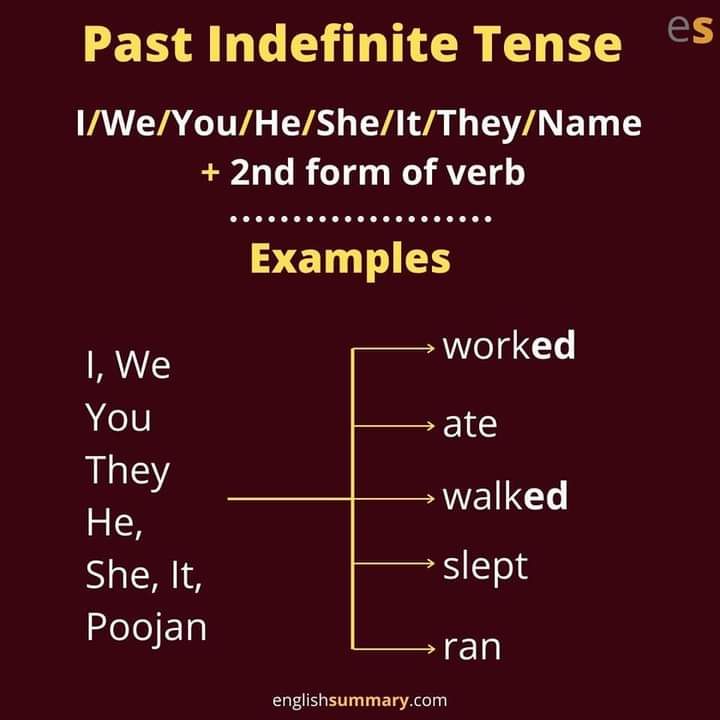 es
Past Indefinite Tense
I/We/You/He/She/It/They/Name
+ 2nd form of verb
Examples
I, We
You
They
He,
She, It,
Poojan
worked
ate
walked
slept
ran
englishsummary.com